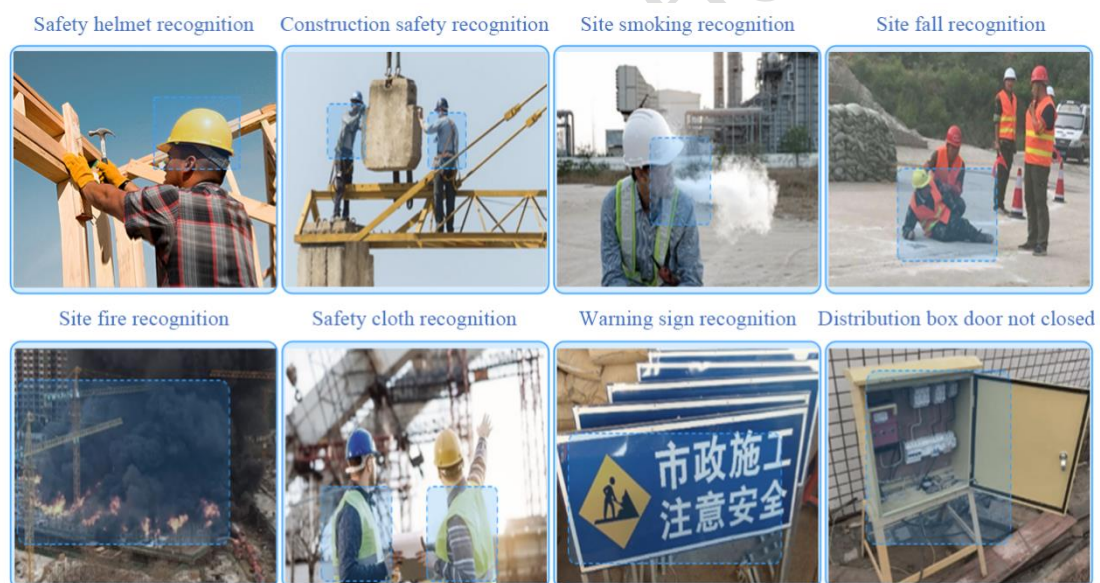 Safety helmet recognition
Construction safety recognition
Site smoking recognition
Site fall recognition
Site fire recognition
Safety cloth recognition
Warning sign recognition
Distribution box door not closed
市政施工
注意安全